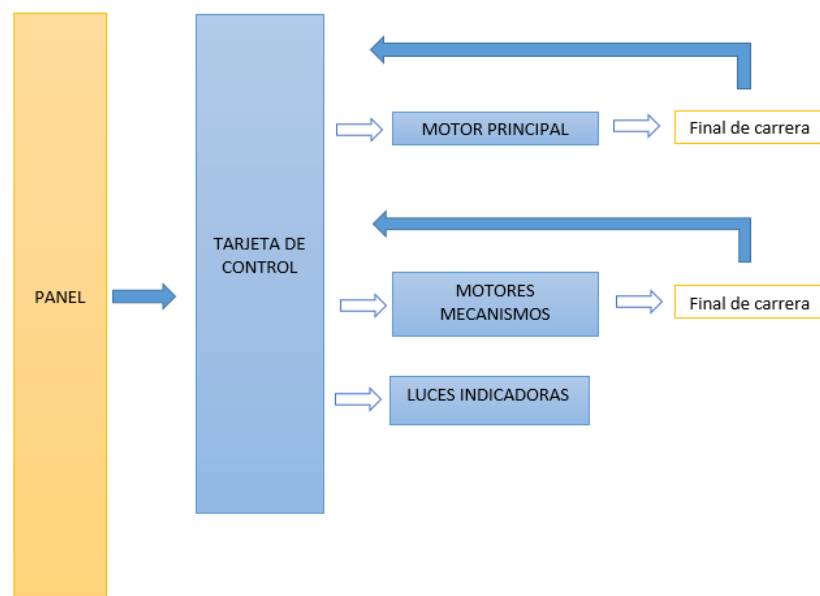 PANEL
TARJETA DE
CONTROL
MOTOR PRINCIPAL
Final de carrera
MOTORES
MECANISMOS
Final de carrera
LUCES INDICADORAS